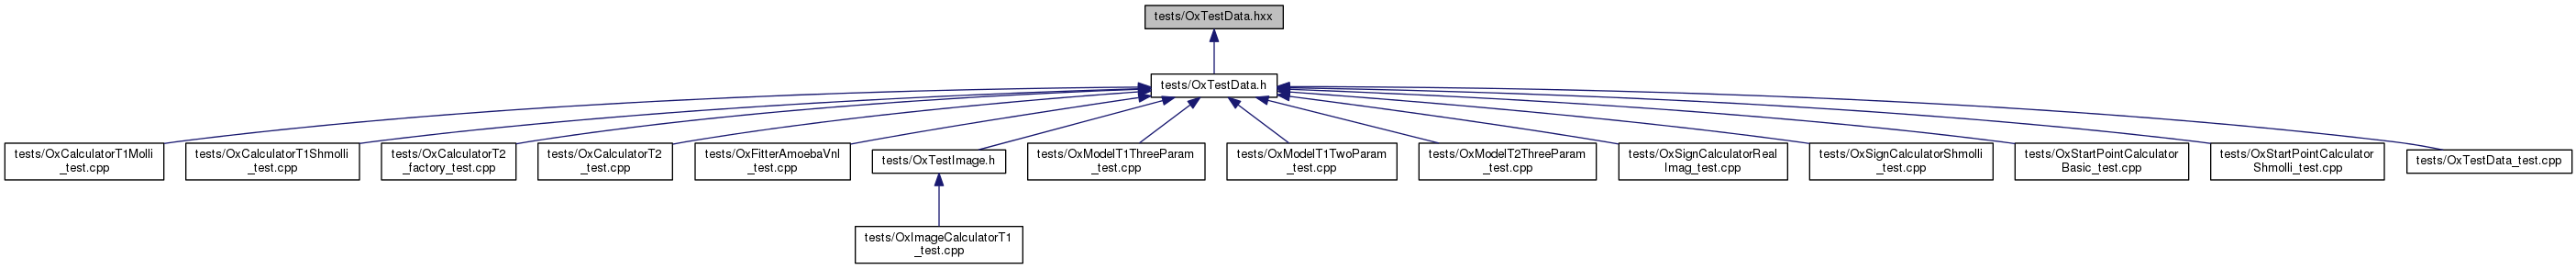 tests/OxTestData.hxx
tests/OxTestData.h
tests/OxCalculatorT1Molli
_test.cpp
tests/OxCalculatorT1Shmolli
_test.cpp
tests/OxCalculatorT2
_factory_test.cpp
tests/OxCalculatorT2
_test.cpp
tests/OxFitterAmoebaVnl
_test.cpp
tests/OxTestImage.h
tests/OxModelT1ThreeParam
_test.cpp
tests/OxModelT1TwoParam
_test.cpp
tests/OxModelT2ThreeParam
_test.cpp
tests/OxSignCalculatorReal
Imag_test.cpp
tests/OxSignCalculatorShmolli
_test.cpp
tests/OxStartPointCalculator
Basic_test.cpp
tests/OxStartPointCalculator
Shmolli_test.cpp
tests/OxTestData_test.cpp
tests/OxImageCalculatorT1
_test.cpp